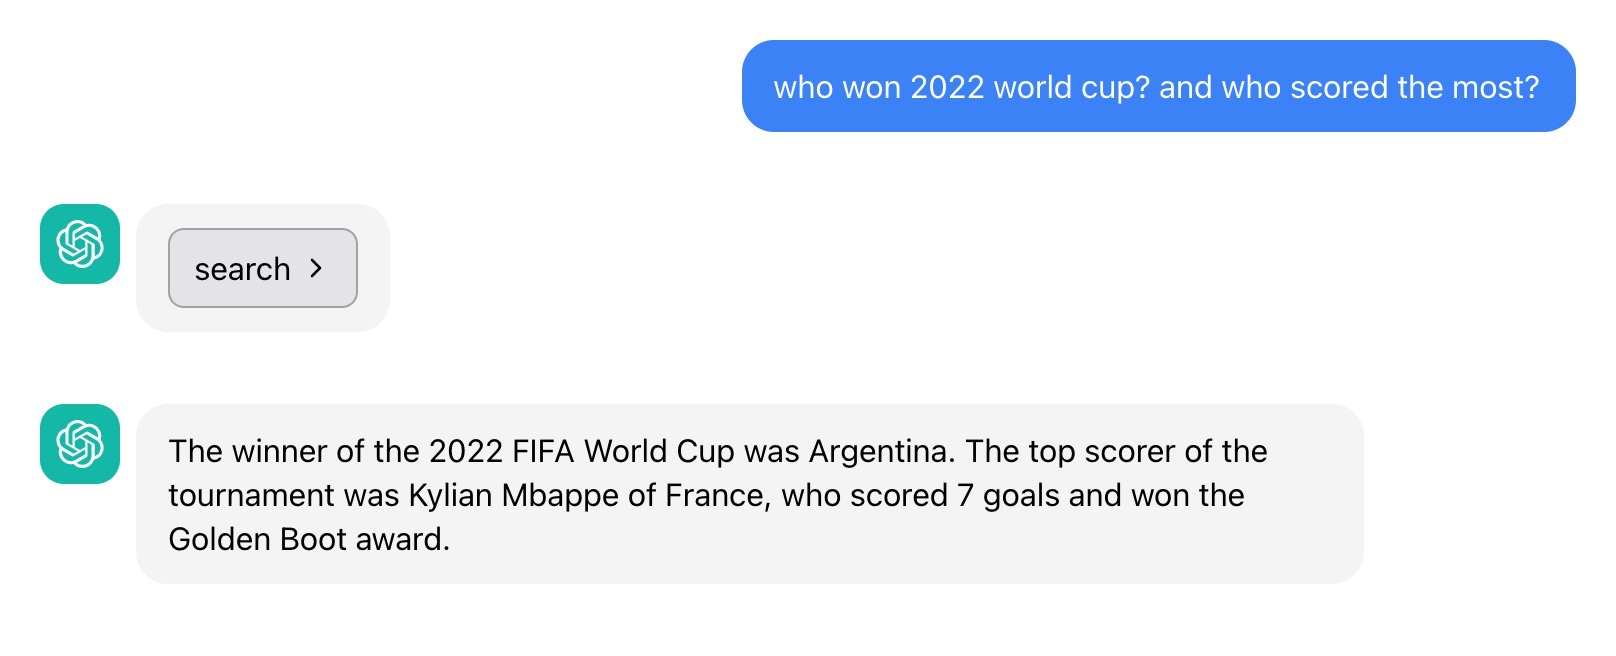 who won 2022 world cup? and who scored the most?
search
The winner of the 2022 FIFA World Cup was Argentina. The top scorer of the
tournament was Kylian Mbappe of France, who scored 7 goals and won the
Golden Boot award.